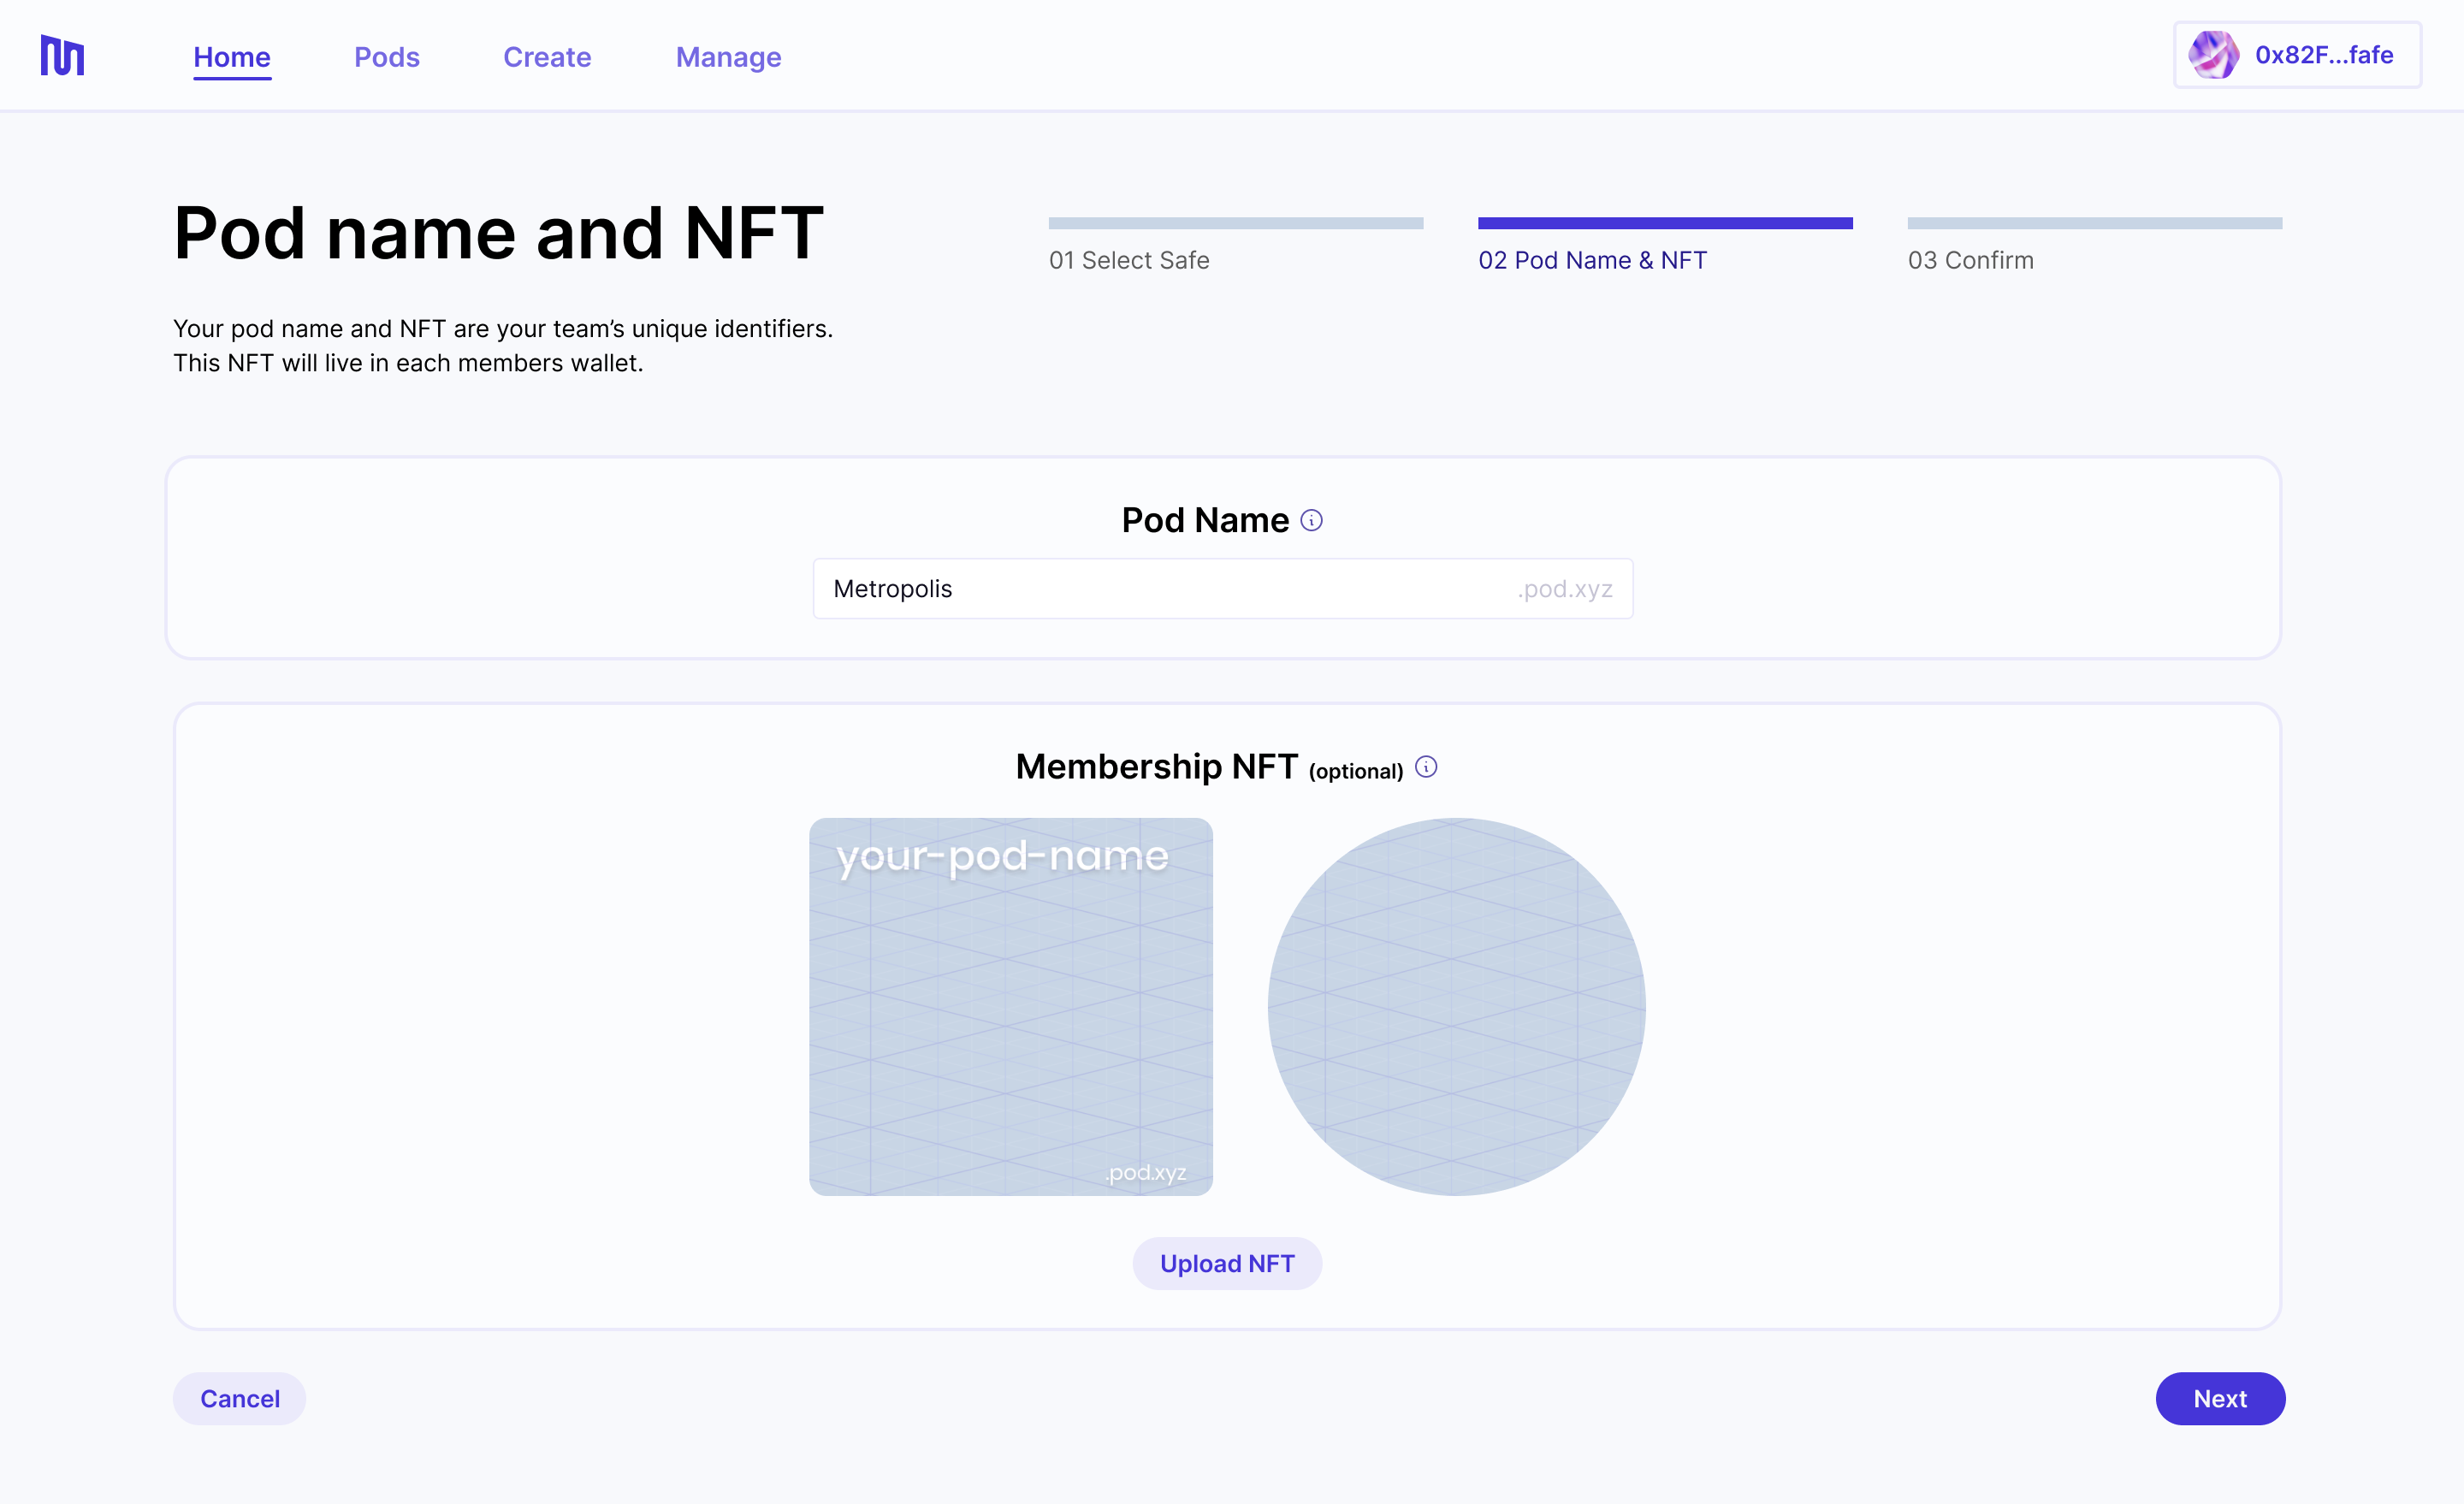 Home
Pods
Create
Manage
0x82F...fafe
Pod name and NFT
01 Select Safe
02 Pod Name & NFT
03 Confirm
Your pod name and NFT are your team’s unique identifiers.
This NFT will live in each members wallet.
Pod Name
Metropolis
.pod.xyz
Membership NFT (optional)
your-pod-name
.pod.xyz
Upload NFT
Cancel
Next